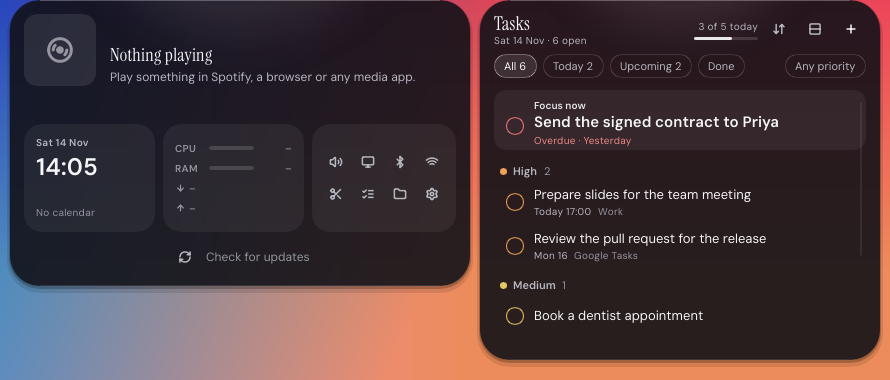 Nothing playing
Play something in Spotify, a browser or any media app.
Sat 14 Nov
14:05
No calendar
CPU –
RAM –
↓ –
↑ –
Check for updates
Tasks
Sat 14 Nov · 6 open
3 of 5 today
All 6
Today 2
Upcoming 2
Done
Any priority
Focus now
Send the signed contract to Priya
Overdue · Yesterday
High 2
Prepare slides for the team meeting
Today 17:00 Work
Review the pull request for the release
Mon 16 Google Tasks
Medium 1
Book a dentist appointment